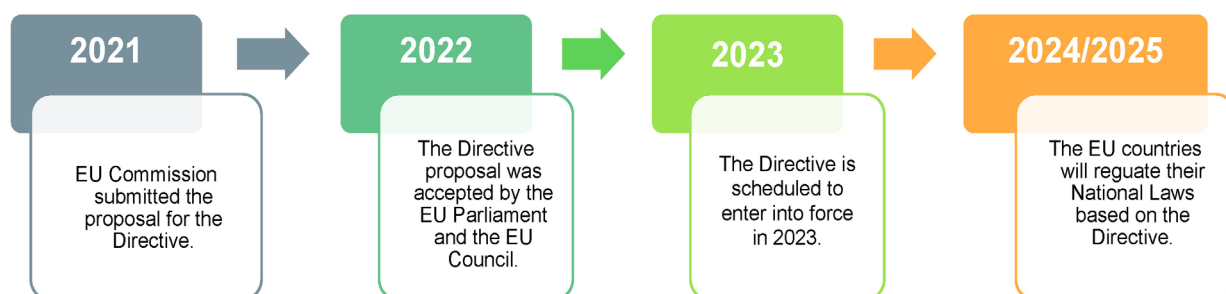 2021
EU Commission
submitted the
proposal for the
Directive.
2022
The Directive
proposal was
accepted by the
EU Parliament
and the EU
Council.
2023
The Directive is
scheduled to
enter into force
in 2023.
2024/2025
The EU countries
will reguate their
National Laws
based on the
Directive.